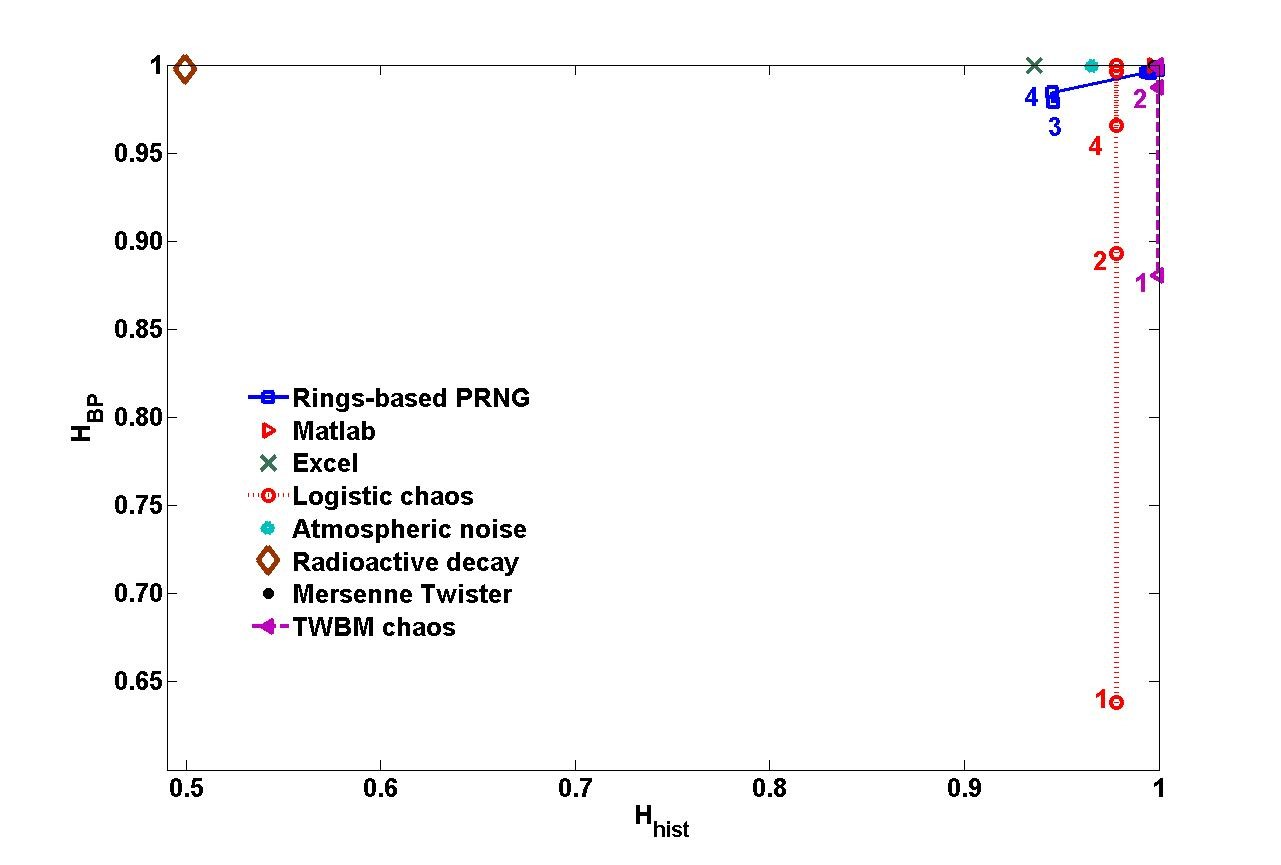 1
0.95
0.90
0.85
0.80
0.75
0.70
0.65
H_BP
4
3
4
2
1
2
1
Rings-based PRNG
Matlab
Excel
Logistic chaos
Atmospheric noise
Radioactive decay
Mersenne Twister
TWBM chaos
0.5 0.6 0.7 0.8 0.9 1
H_hist